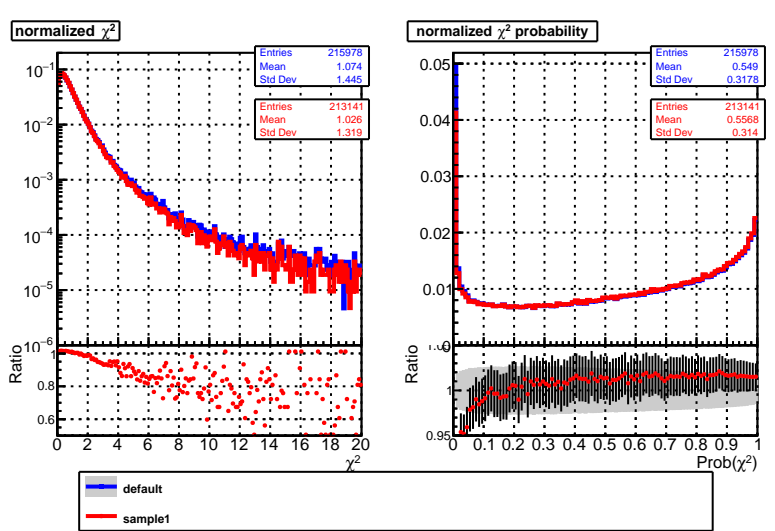 normalized χ²
Entries 215978
Mean 1.074
Std Dev 1.445
Entries 213141
Mean 1.026
Std Dev 1.319
10⁻¹
10⁻²
10⁻³
10⁻⁴
10⁻⁵
10⁻⁶
Ratio
1
0.8
0.6
0 2 4 6 8 10 12 14 16 18 20
χ²
normalized χ² probability
Entries 215978
Mean 0.549
Std Dev 0.3178
Entries 213141
Mean 0.5568
Std Dev 0.314
0.05
0.04
0.03
0.02
0.01
Ratio
1
0.95
0 0.1 0.2 0.3 0.4 0.5 0.6 0.7 0.8 0.9 1
Prob(χ²)
default
sample1